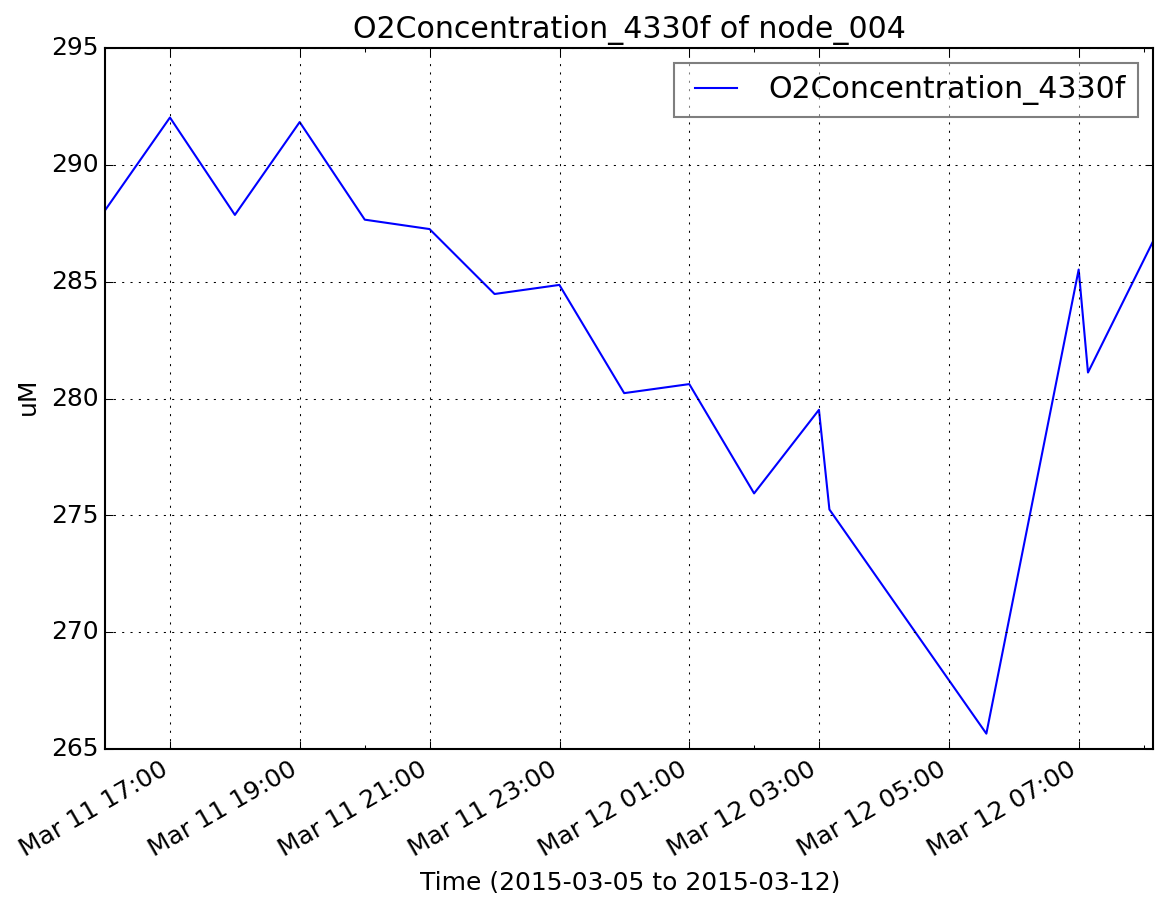 O2Concentration_4330f of node_004
O2Concentration_4330f
295
290
285
280
275
270
265
uM
Mar 11 17:00
Mar 11 19:00
Mar 11 21:00
Mar 11 23:00
Mar 12 01:00
Mar 12 03:00
Mar 12 05:00
Mar 12 07:00
Time (2015-03-05 to 2015-03-12)